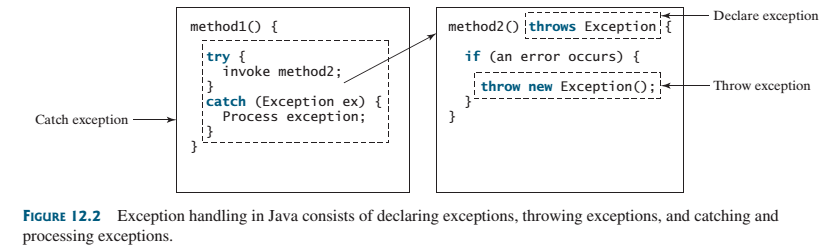 method1() {
try {
invoke method2;
}
catch (Exception ex) {
Process exception;
}
}
Catch exception
method2() throws Exception {
if (an error occurs) {
throw new Exception();
}
}
Declare exception
Throw exception
FIGURE 12.2 Exception handling in Java consists of declaring exceptions, throwing exceptions, and catching and
processing exceptions.